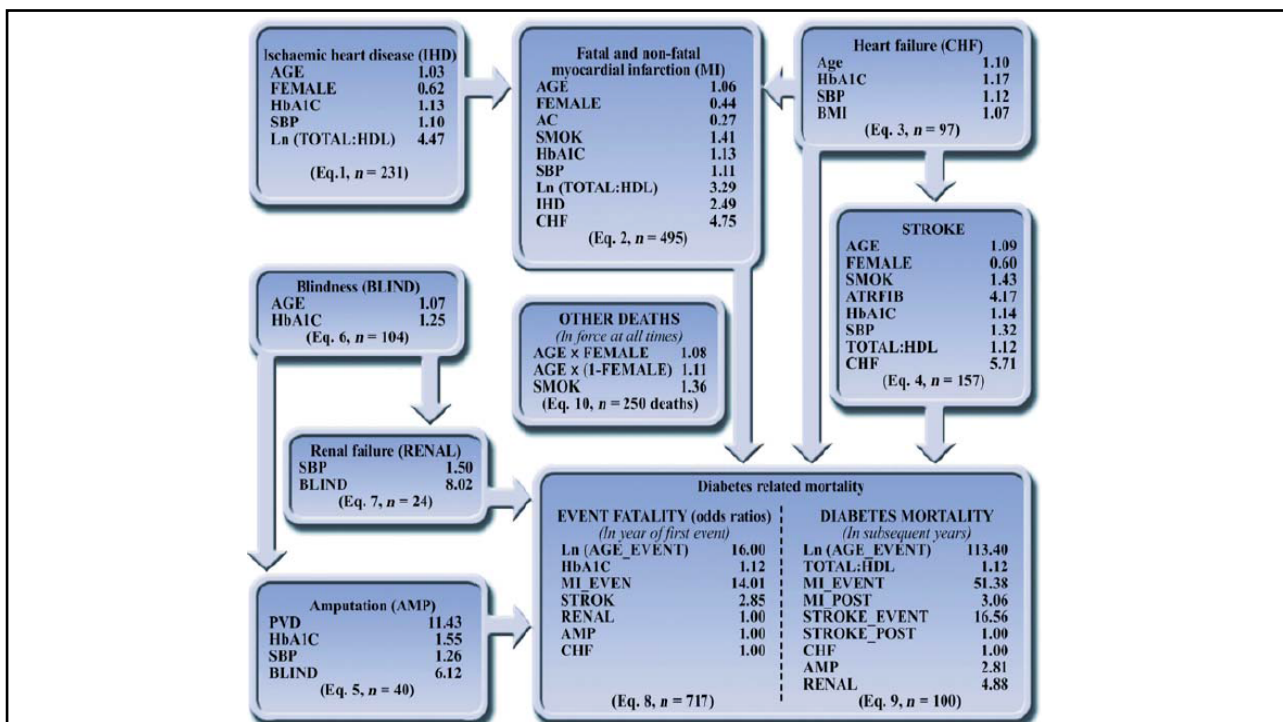 Ischaemic heart disease (IHD)
AGE 1.03
FEMALE 0.62
HbA1C 1.13
SBP 1.10
Ln (TOTAL:HDL) 4.47
(Eq.1, n = 231)
Fatal and non-fatal
myocardial infarction (MI)
AGE 1.06
FEMALE 0.44
AC 0.27
SMOK 1.41
HbA1C 1.13
SBP 1.11
Ln (TOTAL:HDL) 3.29
IHD 2.49
CHF 4.75
(Eq. 2, n = 495)
Heart failure (CHF)
Age 1.10
HbA1C 1.17
SBP 1.12
BMI 1.07
(Eq. 3, n = 97)
STROKE
AGE 1.09
FEMALE 0.60
SMOK 1.43
ATRFIB 4.17
HbA1C 1.14
SBP 1.32
TOTAL:HDL 1.12
CHF 5.71
(Eq. 4, n = 157)
Blindness (BLIND)
AGE 1.07
HbA1C 1.25
(Eq. 6, n = 104)
OTHER DEATHS
(In force at all times)
AGE x FEMALE 1.08
AGE x (1-FEMALE) 1.11
SMOK 1.36
(Eq. 10, n = 250 deaths)
Renal failure (RENAL)
SBP 1.50
BLIND 8.02
(Eq. 7, n = 24)
Amputation (AMP)
PVD 11.43
HbA1C 1.55
SBP 1.26
BLIND 6.12
(Eq. 5, n = 40)
Diabetes related mortality
EVENT FATALITY (odds ratios)
(In year of first event)
Ln (AGE_EVENT) 16.00
HbA1C 1.12
MI_EVEN 14.01
STROK 2.85
RENAL 1.00
AMP 1.00
CHF 1.00
(Eq. 8, n = 717)
DIABETES MORTALITY
(In subsequent years)
Ln (AGE_EVENT) 113.40
TOTAL:HDL 1.12
MI_EVENT 51.38
MI_POST 3.06
STROKE_EVENT 16.56
STROKE_POST 1.00
CHF 1.00
AMP 2.81
RENAL 4.88
(Eq. 9, n = 100)